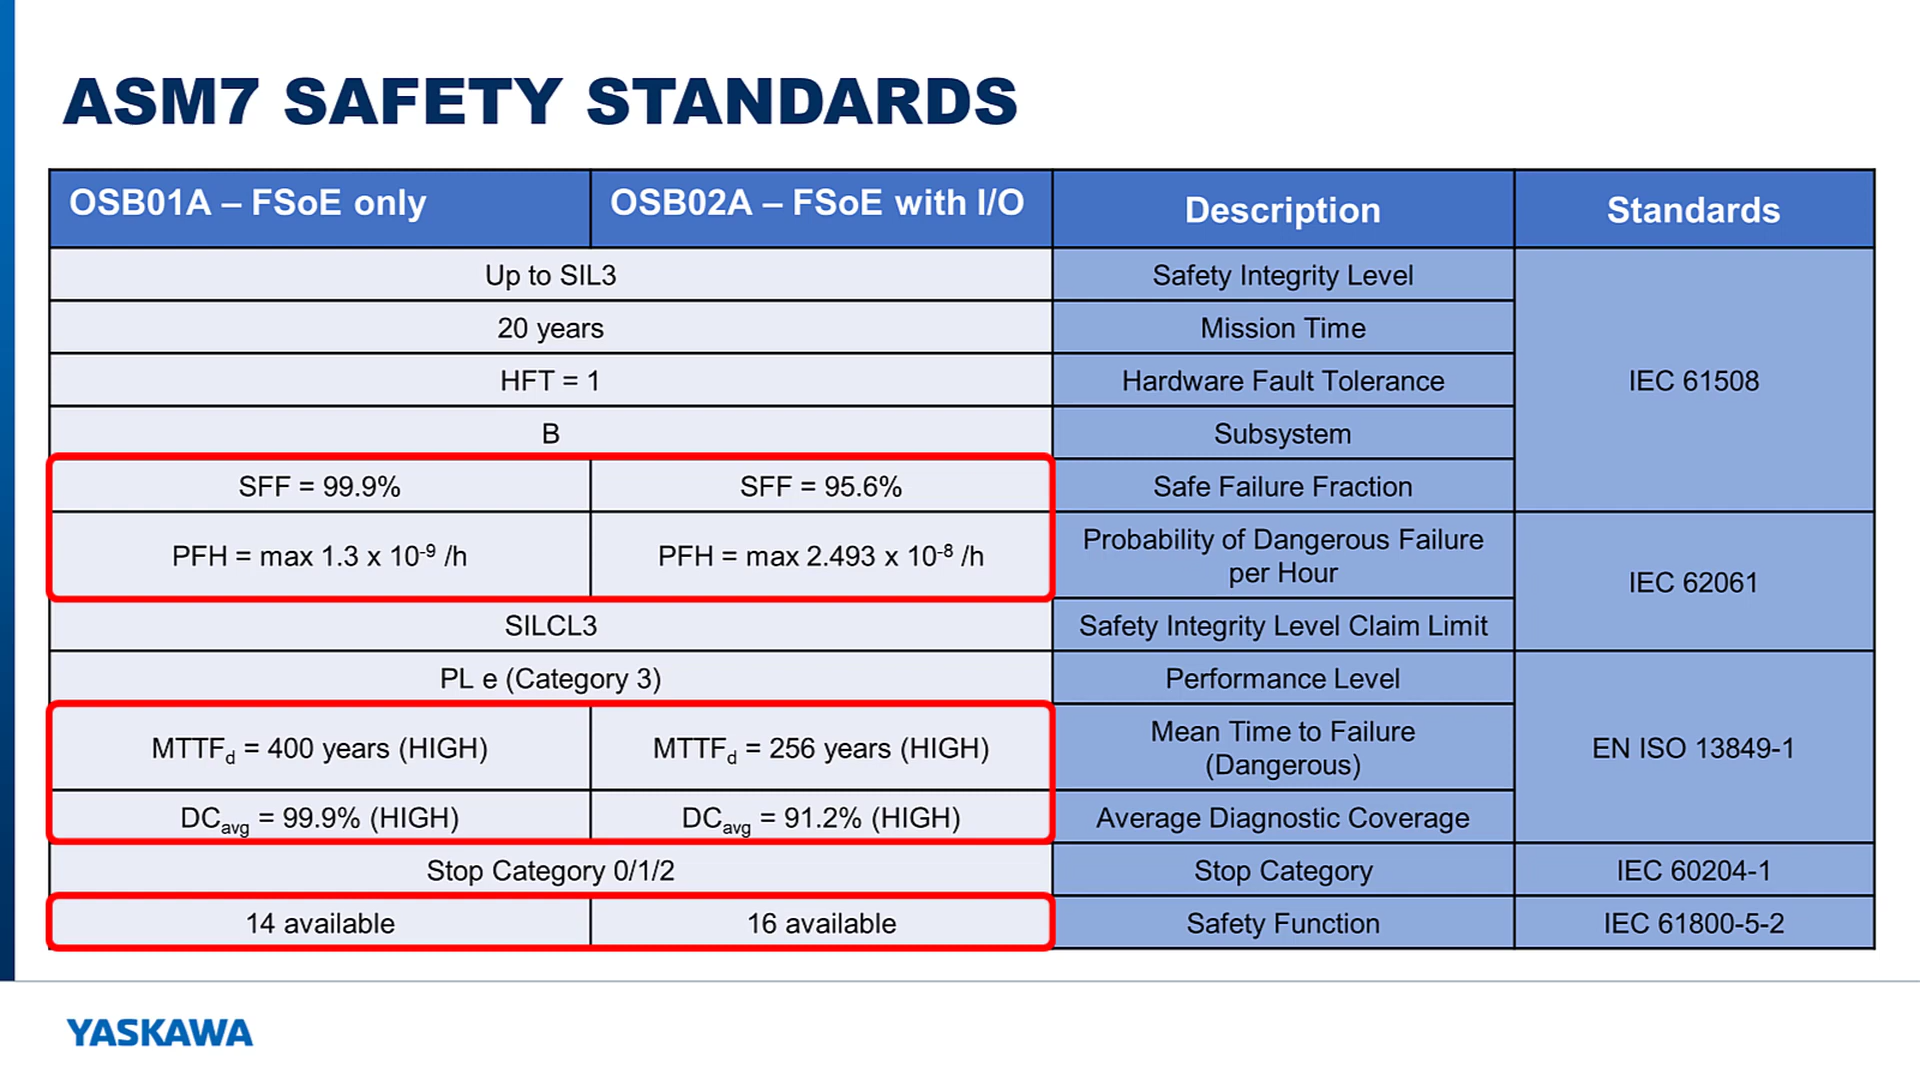 ASM7 SAFETY STANDARDS
OSB01A – FSoE only
OSB02A – FSoE with I/O
Description
Standards
Up to SIL3
Safety Integrity Level
IEC 61508
20 years
Mission Time
HFT = 1
Hardware Fault Tolerance
B
Subsystem
SFF = 99.9%
SFF = 95.6%
Safe Failure Fraction
PFH = max 1.3 x 10⁻⁹ /h
PFH = max 2.493 x 10⁻⁸ /h
Probability of Dangerous Failure
per Hour
IEC 62061
SILCL3
Safety Integrity Level Claim Limit
PL e (Category 3)
Performance Level
EN ISO 13849-1
MTTFd = 400 years (HIGH)
MTTFd = 256 years (HIGH)
Mean Time to Failure
(Dangerous)
DCavg = 99.9% (HIGH)
DCavg = 91.2% (HIGH)
Average Diagnostic Coverage
Stop Category 0/1/2
Stop Category
IEC 60204-1
14 available
16 available
Safety Function
IEC 61800-5-2
YASKAWA